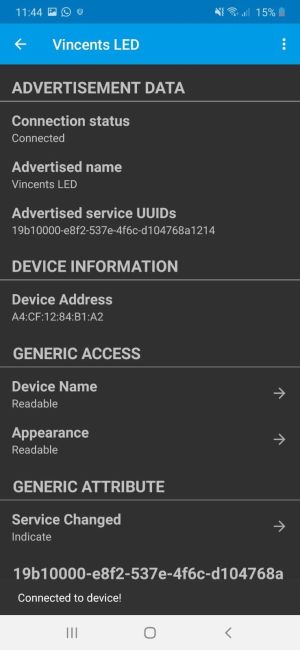 11:44 15%
Vincents LED
ADVERTISEMENT DATA
Connection status
Connected
Advertised name
Vincents LED
Advertised service UUIDs
19b10000-e8f2-537e-4f6c-d104768a1214
DEVICE INFORMATION
Device Address
A4:CF:12:84:B1:A2
GENERIC ACCESS
Device Name
Readable
Appearance
Readable
GENERIC ATTRIBUTE
Service Changed
Indicate
19b10000-e8f2-537e-4f6c-d104768a
Connected to device!